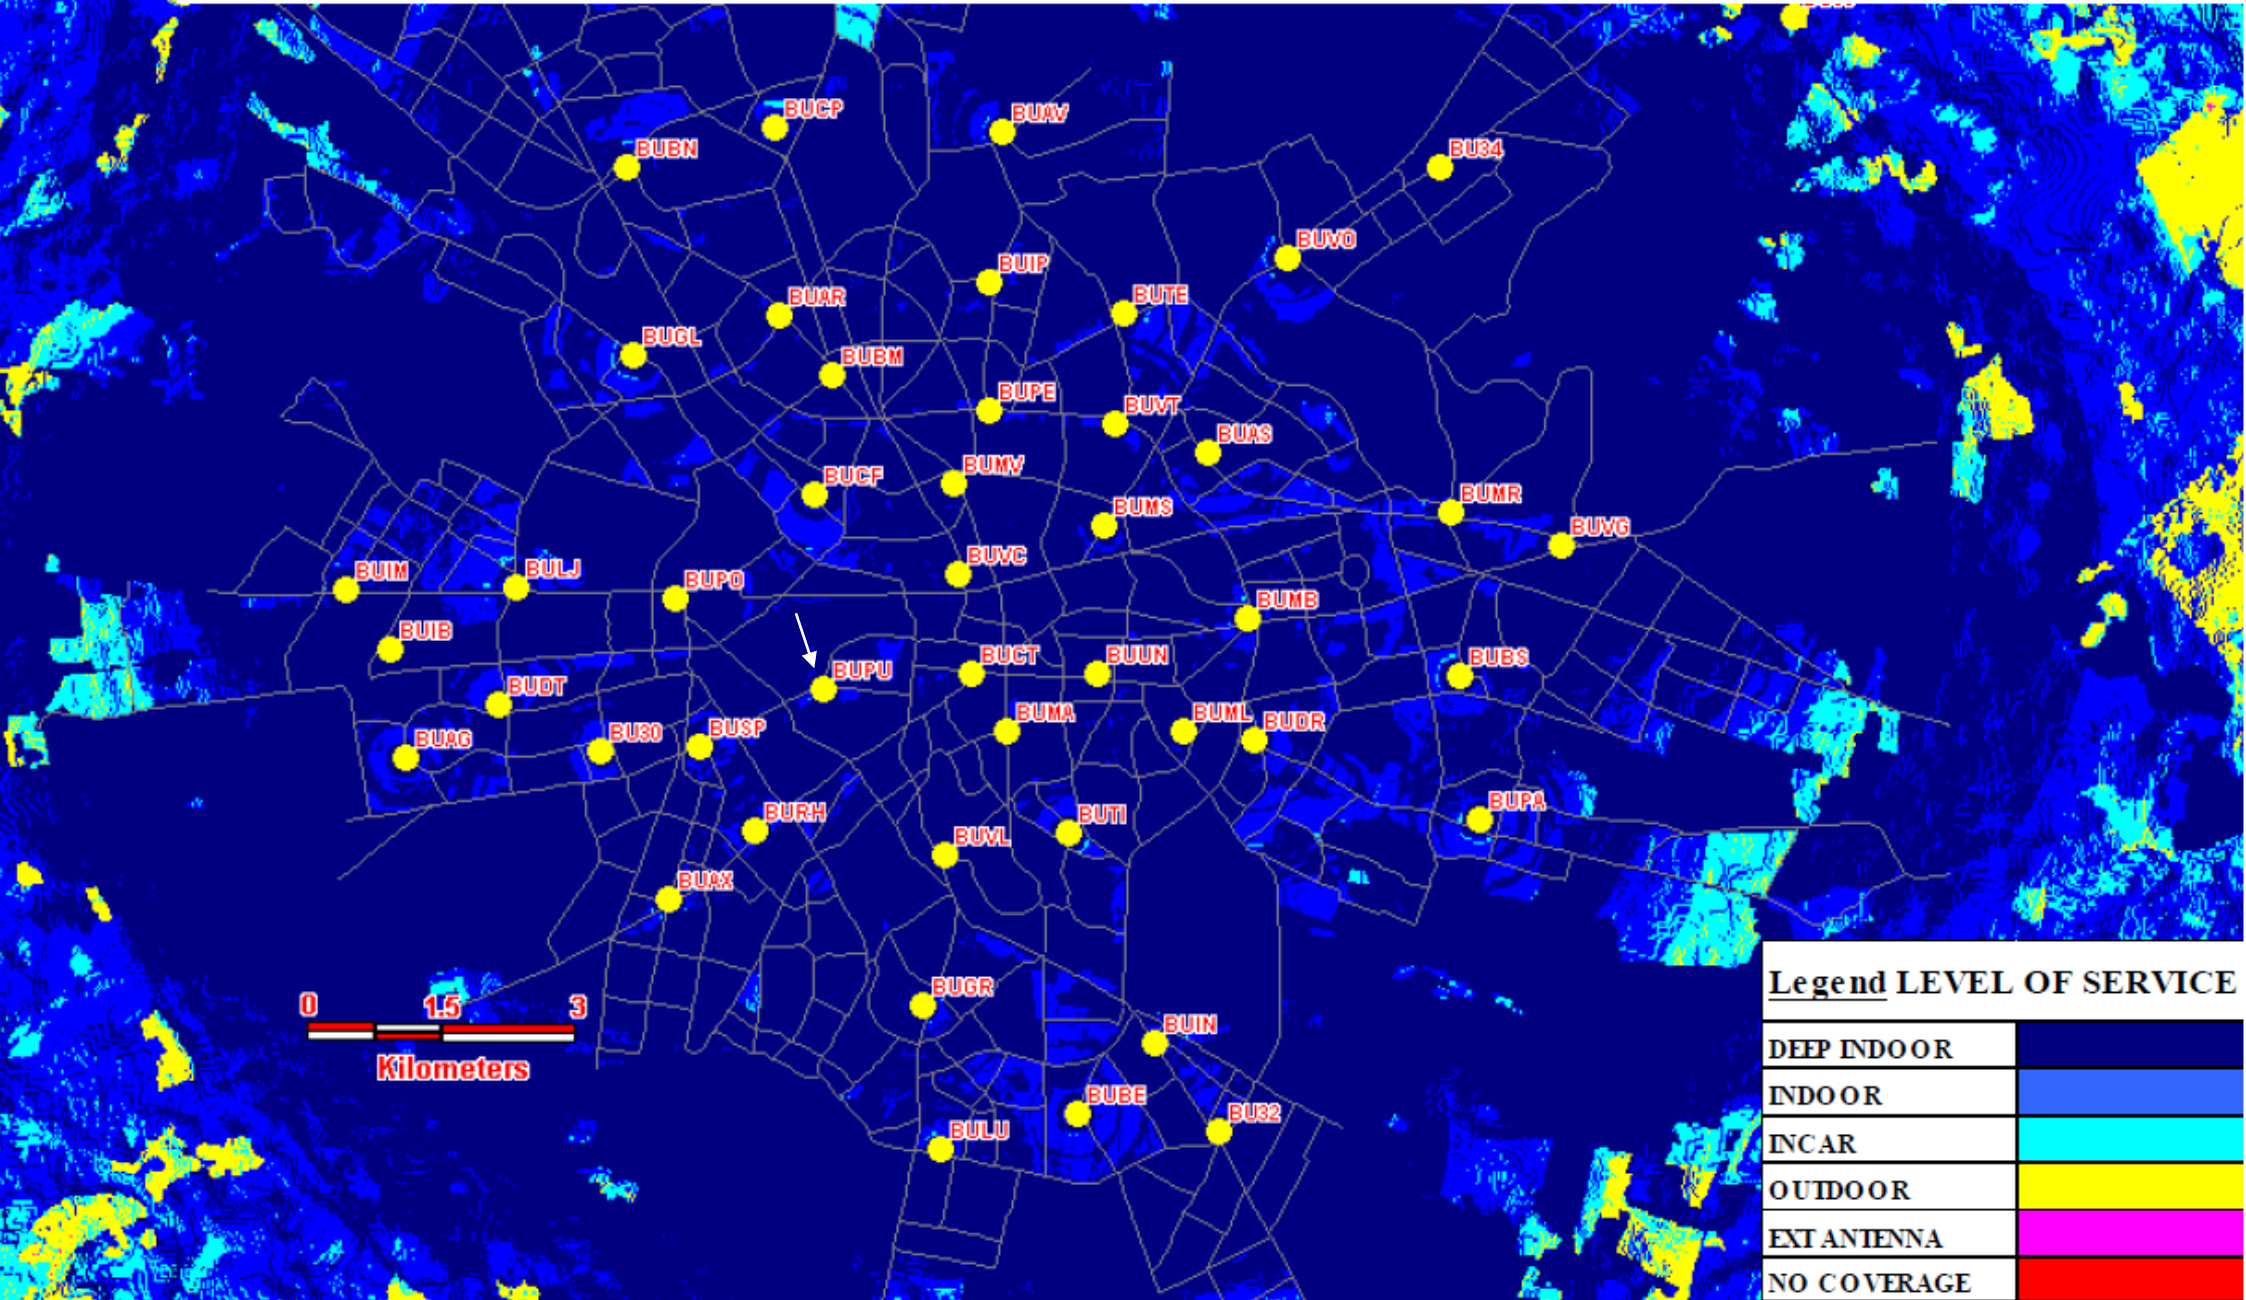 BUCP
BUAV
BUBN
BU34
BUVO
BUIP
BUTE
BUAR
BUGL
BUBM
BUPE
BUVT
BUAS
BUMV
BUCF
BUMS
BUMR
BUVG
BUVC
BUIM
BULJ
BUPO
BUMB
BUIB
BUPU
BUCT
BUUN
BUBS
BUDT
BUMA
BUML
BUDR
BUAG
BU30
BUSP
BURH
BUVL
BUTI
BUPA
BUAX
BUGR
BUIN
BUBE
BU32
BULU
0 1.5 3
Kilometers
Legend LEVEL OF SERVICE
DEEP INDOOR
INDOOR
INCAR
OUTDOOR
EXT ANTENNA
NO COVERAGE